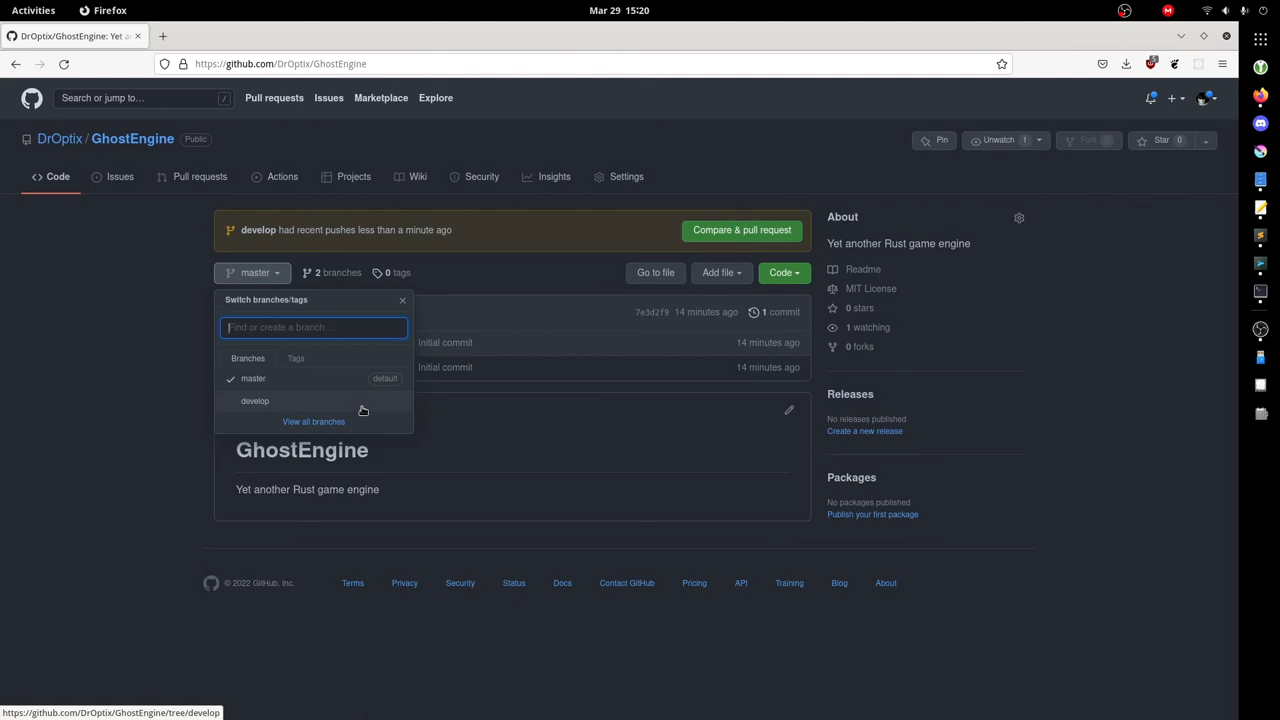 Activities Firefox Mar 29 15:20
DrOptix/GhostEngine: Yet a
https://github.com/DrOptix/GhostEngine
Search or jump to… / Pull requests Issues Marketplace Explore
DrOptix / GhostEngine Public Pin Unwatch 1 Fork Star 0
Code Issues Pull requests Actions Projects Wiki Security Insights Settings
develop had recent pushes less than a minute ago Compare & pull request
master 2 branches 0 tags Go to file Add file Code
Switch branches/tags
Find or create a branch…
Branches Tags
master default
develop
View all branches
7e3d2f9 14 minutes ago 1 commit
Initial commit 14 minutes ago
Initial commit 14 minutes ago
GhostEngine
Yet another Rust game engine
About
Yet another Rust game engine
Readme
MIT License
0 stars
1 watching
0 forks
Releases
No releases published
Create a new release
Packages
No packages published
Publish your first package
© 2022 GitHub, Inc. Terms Privacy Security Status Docs Contact GitHub Pricing API Training Blog About
https://github.com/DrOptix/GhostEngine/tree/develop